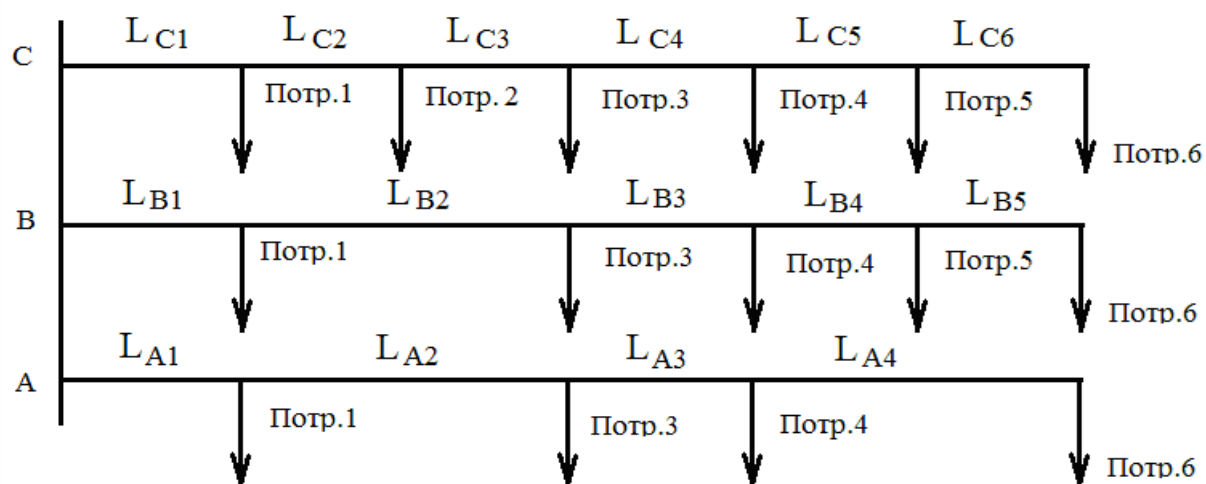 L C1 L C2 L C3 L C4 L C5 L C6
C
Потр.1 Потр. 2 Потр.3 Потр.4 Потр.5
Потр.6
L B1 L B2 L B3 L B4 L B5
B
Потр.1 Потр.3 Потр.4 Потр.5
Потр.6
L A1 L A2 L A3 L A4
A
Потр.1 Потр.3 Потр.4
Потр.6